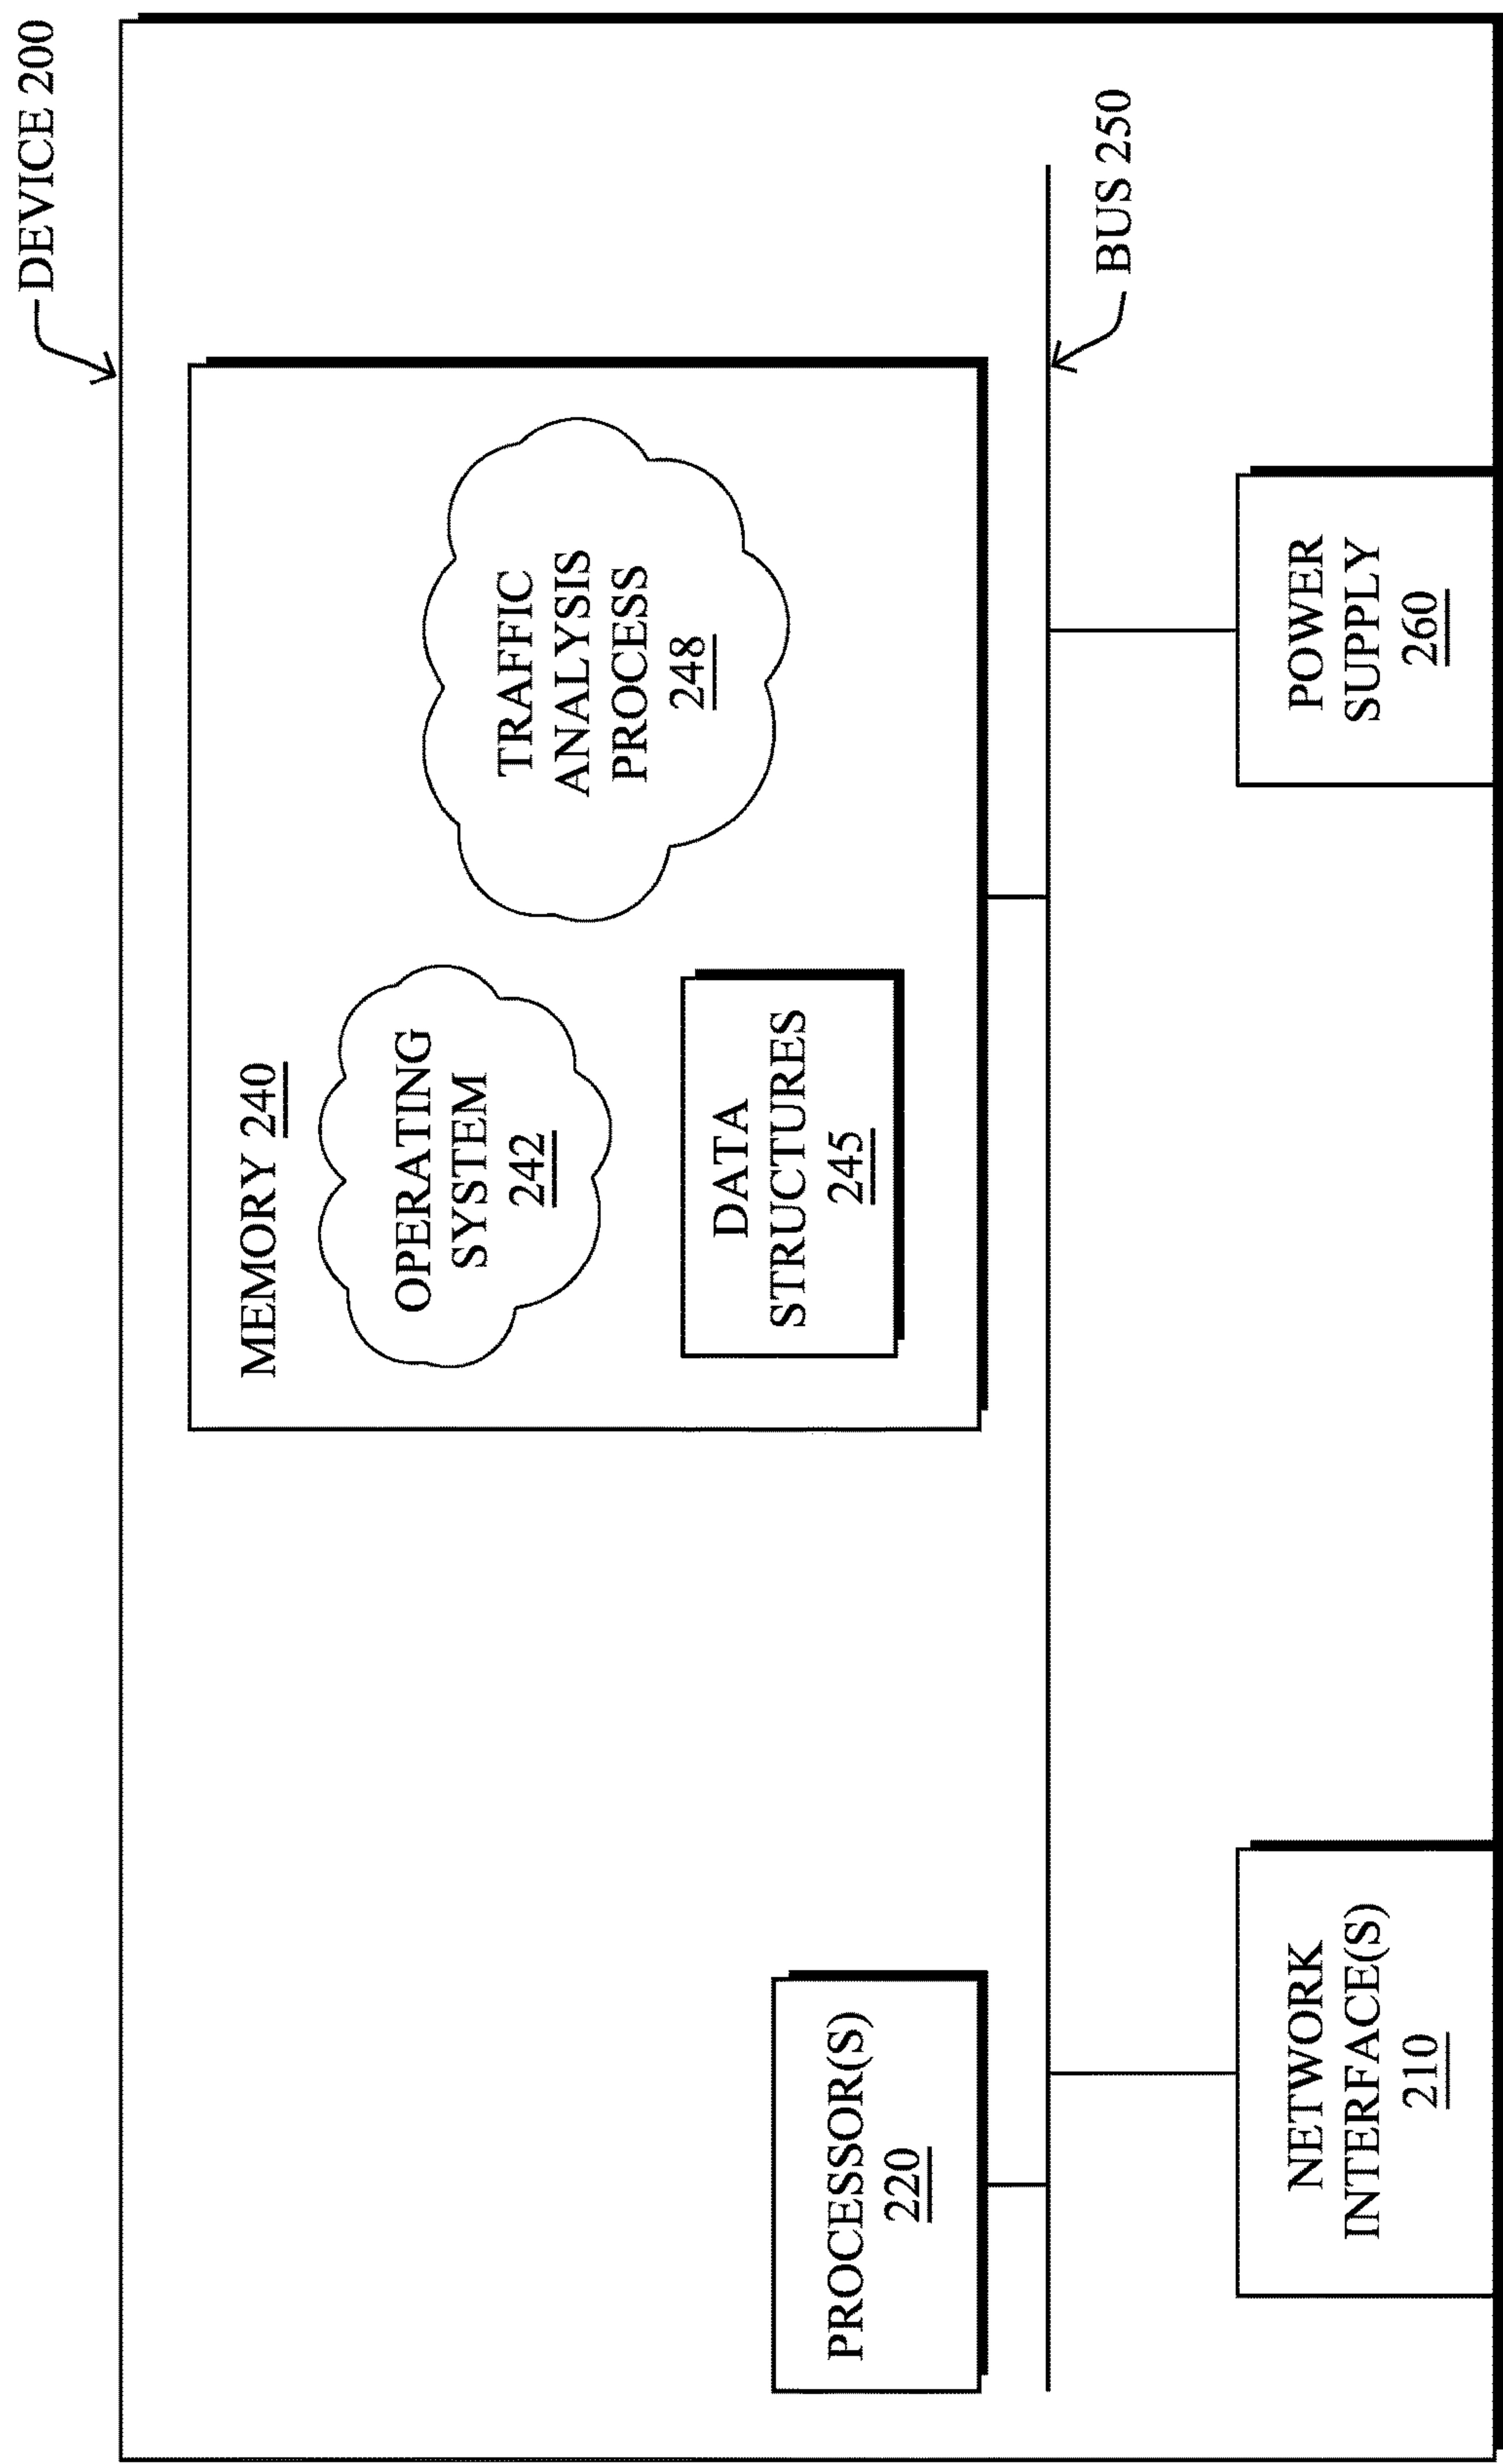 DEVICE 200
MEMORY 240
OPERATING
SYSTEM
242
TRAFFIC
ANALYSIS
PROCESS
248
DATA
STRUCTURES
245
PROCESSOR(S)
220
BUS 250
NETWORK
INTERFACE(S)
210
POWER
SUPPLY
260